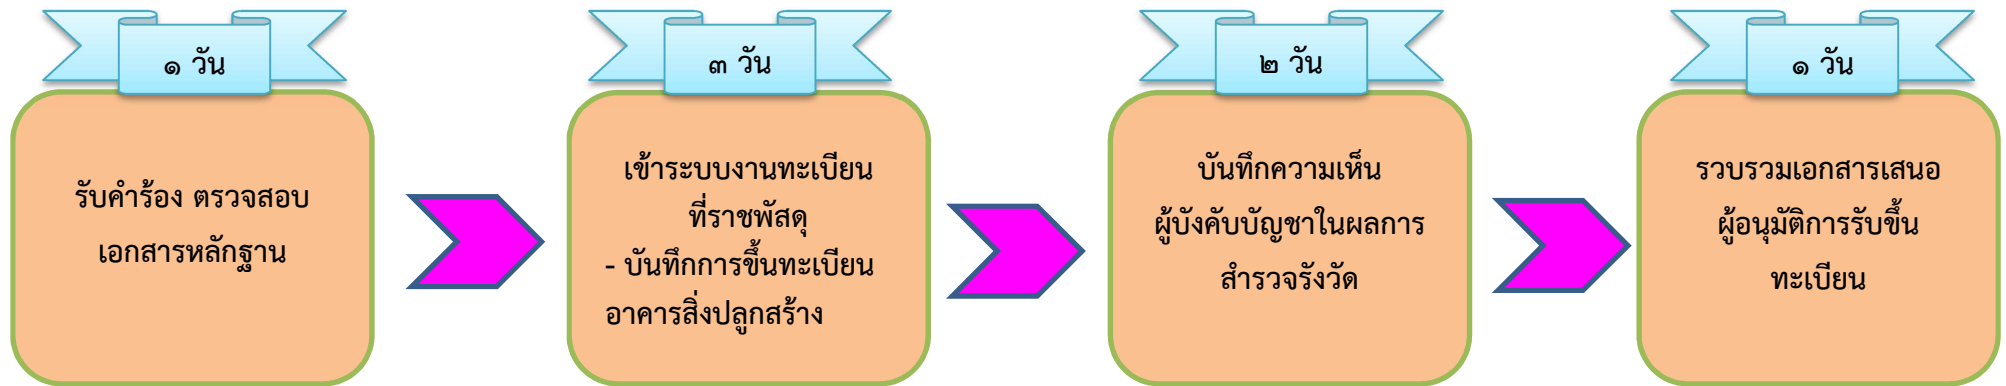 ๑ วัน
รับคำร้อง ตรวจสอบ
เอกสารหลักฐาน
๓ วัน
เข้าระบบงานทะเบียน
ที่ราชพัสดุ
- บันทึกการขึ้นทะเบียน
อาคารสิ่งปลูกสร้าง
๒ วัน
บันทึกความเห็น
ผู้บังคับบัญชาในผลการ
สำรวจรังวัด
๑ วัน
รวบรวมเอกสารเสนอ
ผู้อนุมัติการรับขึ้น
ทะเบียน